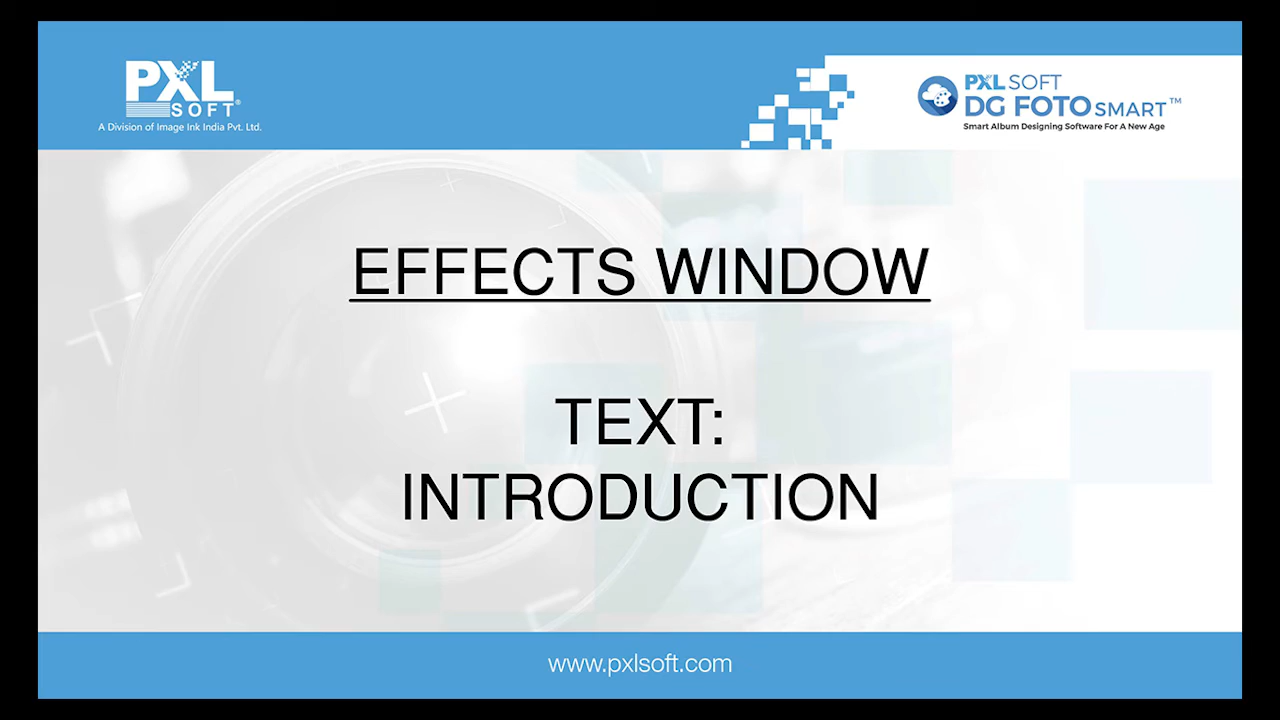 PXL
SOFT®
A Division of Image Ink India Pvt. Ltd.
PXL SOFT
DG FOTO SMART™
Smart Album Designing Software For A New Age
EFFECTS WINDOW
TEXT:
INTRODUCTION
www.pxlsoft.com